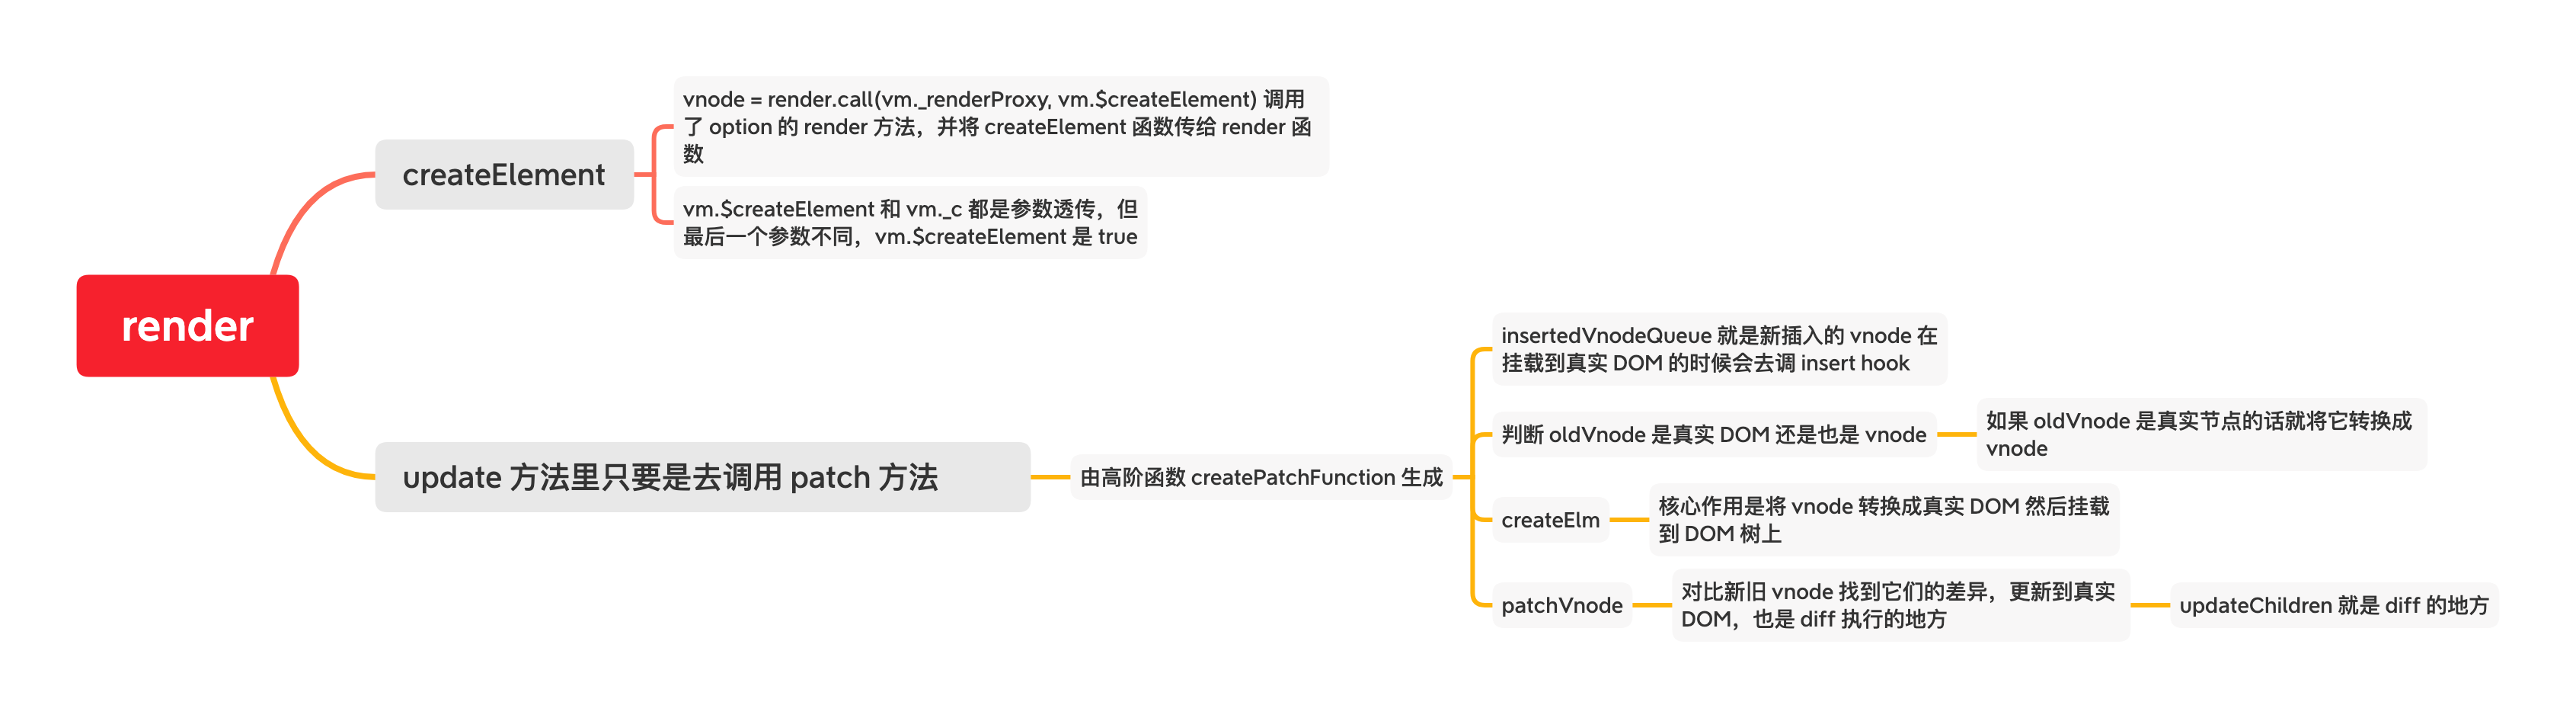 render
createElement
vnode = render.call(vm._renderProxy, vm.$createElement) 调用
了 option 的 render 方法，并将 createElement 函数传给 render 函
数
vm.$createElement 和 vm._c 都是参数透传，但
最后一个参数不同，vm.$createElement 是 true
update 方法里只要是去调用 patch 方法
由高阶函数 createPatchFunction 生成
insertedVnodeQueue 就是新插入的 vnode 在
挂载到真实 DOM 的时候会去调 insert hook
判断 oldVnode 是真实 DOM 还是也是 vnode
如果 oldVnode 是真实节点的话就将它转换成
vnode
createElm
核心作用是将 vnode 转换成真实 DOM 然后挂载
到 DOM 树上
patchVnode
对比新旧 vnode 找到它们的差异，更新到真实
DOM，也是 diff 执行的地方
updateChildren 就是 diff 的地方